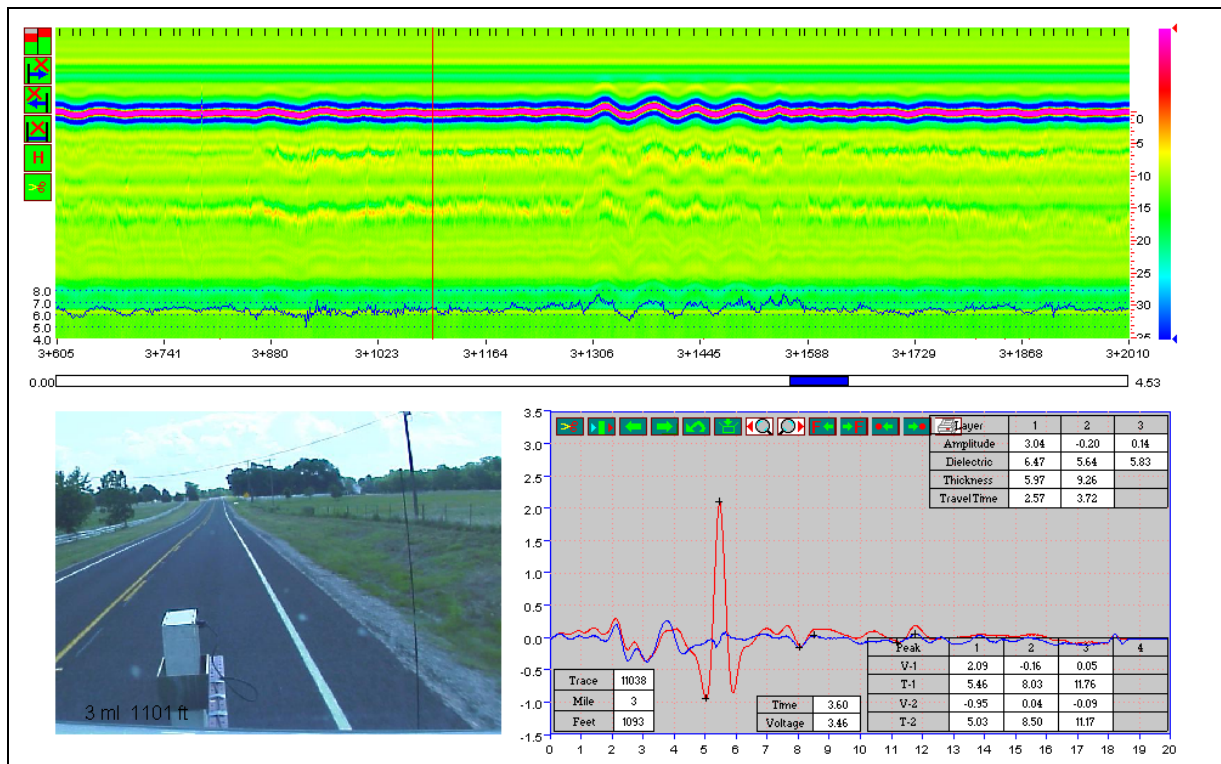 H
0
5
10
15
20
25
30
35
8.0
7.0
6.0
5.0
4.0
3+605 3+741 3+880 3+1023 3+1164 3+1306 3+1445 3+1588 3+1729 3+1868 3+2010
0.00 4.53
3 ml 1101 ft
3.5
3.0
2.5
2.0
1.5
1.0
0.5
0.0
-0.5
-1.0
-1.5
0 1 2 3 4 5 6 7 8 9 10 11 12 13 14 15 16 17 18 19 20
Layer 1 2 3
Amplitude 3.04 -0.20 0.14
Dielectric 6.47 5.64 5.83
Thickness 5.97 9.26
Travel Time 2.57 3.72
Trace 11038
Mile 3
Feet 1093
Time 3.60
Voltage 3.46
Peak 1 2 3 4
V-1 2.09 -0.16 0.05
T-1 5.46 8.03 11.76
V-2 -0.95 0.04 -0.09
T-2 5.03 8.50 11.17